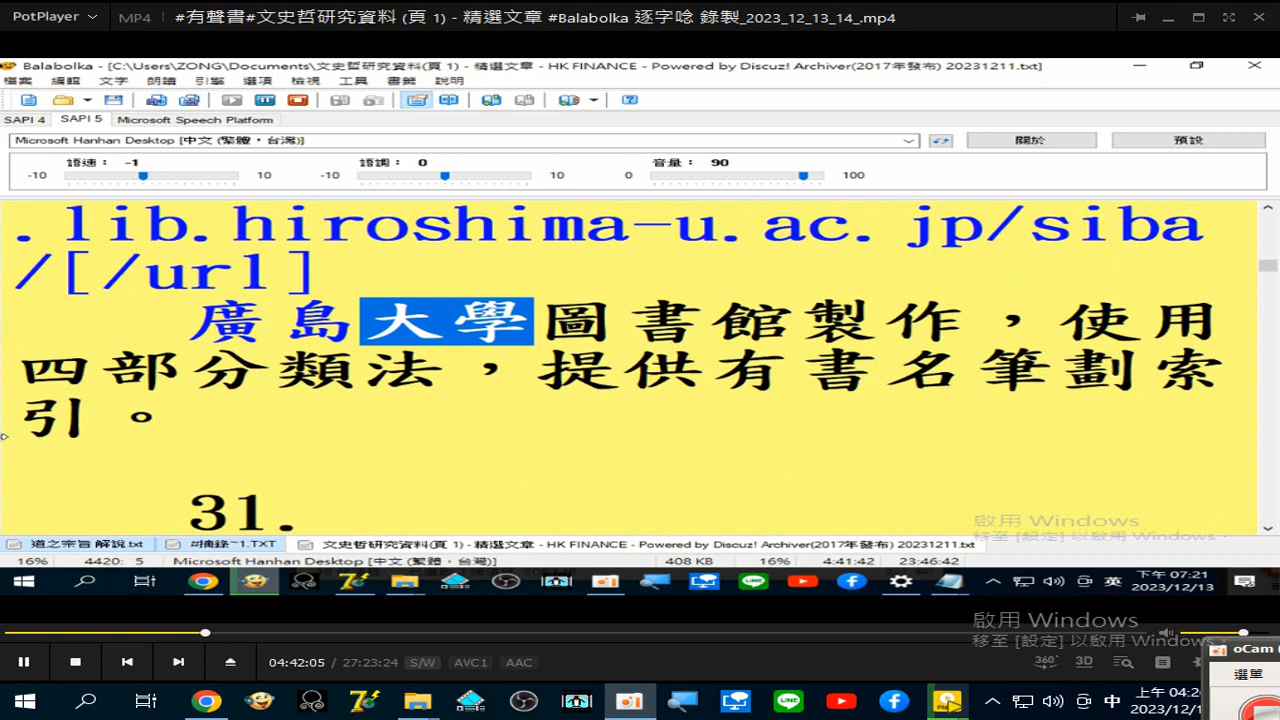 PotPlayer MP4 #有聲書#文史哲研究資料 (頁 1) - 精選文章 #Balabolka 逐字唸 錄製_2023_12_13_14_.mp4
Balabolka - [C:\Users\ZONG\Documents\文史哲研究資料(頁 1) - 精選文章 - HK FINANCE - Powered by Discuz! Archiver(2017年發布) 20231211.txt]
檔案 編輯 文字 朗讀 引擎 選項 檢視 工具 書籤 說明
SAPI 4 SAPI 5 Microsoft Speech Platform
Microsoft Hanhan Desktop [中文 (繁體，台灣)] 關於 預設
語速： -1 語調： 0 音量： 90
-10 10 -10 10 0 100
.lib.hiroshima-u.ac.jp/siba
/[/url]
廣島大學圖書館製作，使用
四部分類法，提供有書名筆劃索
引。
31.
啟用 Windows
移至 [設定] 以啟用 Windows。
道之宗旨 解說.txt #摘錄~1.TXT 文史哲研究資料(頁 1) - 精選文章 - HK FINANCE - Powered by Discuz! Archiver(2017年發布) 20231211.txt
16% 4420: 5 Microsoft Hanhan Desktop [中文 (繁體，台灣)] 408 KB 16% 4:41:42 23:46:42
英 下午 07:21
2023/12/13
啟用 Windows
移至 [設定] 以啟用 Windows
04:42:05 / 27:23:24 S/W AVC1 AAC 360° 3D
oCam
選單
中 上午 04:2
2023/12/1